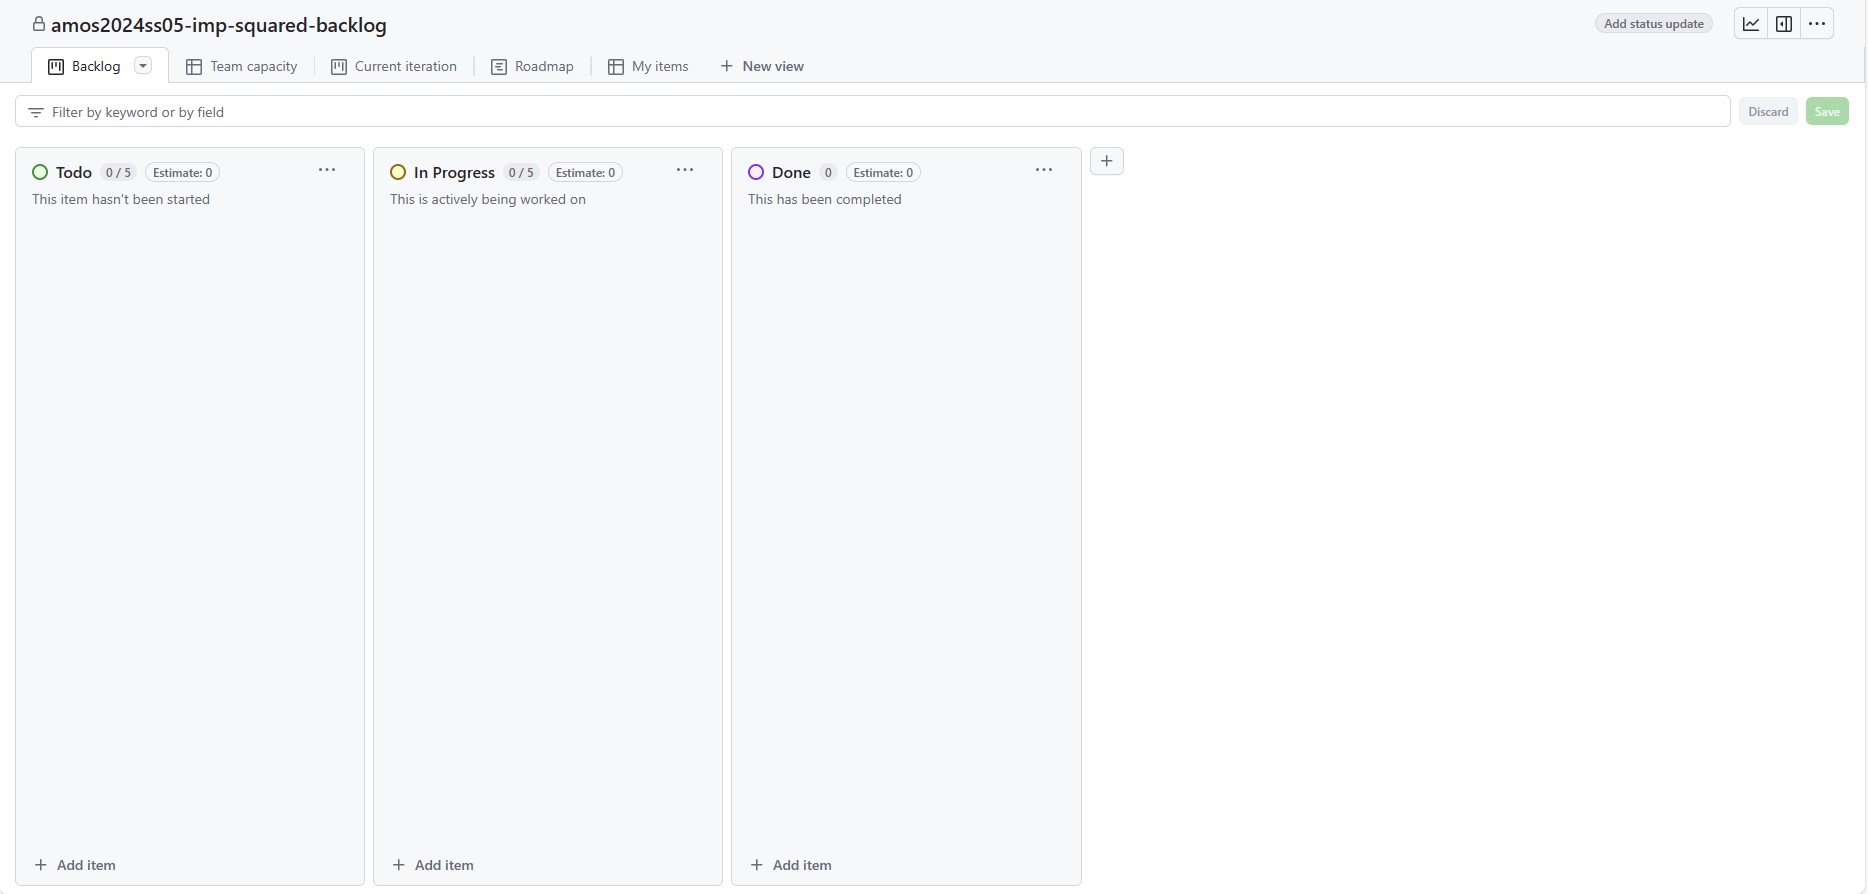 amos2024ss05-imp-squared-backlog
Add status update
Backlog
Team capacity
Current iteration
Roadmap
My items
New view
Filter by keyword or by field
Discard
Save
Todo 0 / 5 Estimate: 0
This item hasn't been started
Add item
In Progress 0 / 5 Estimate: 0
This is actively being worked on
Add item
Done 0 Estimate: 0
This has been completed
Add item